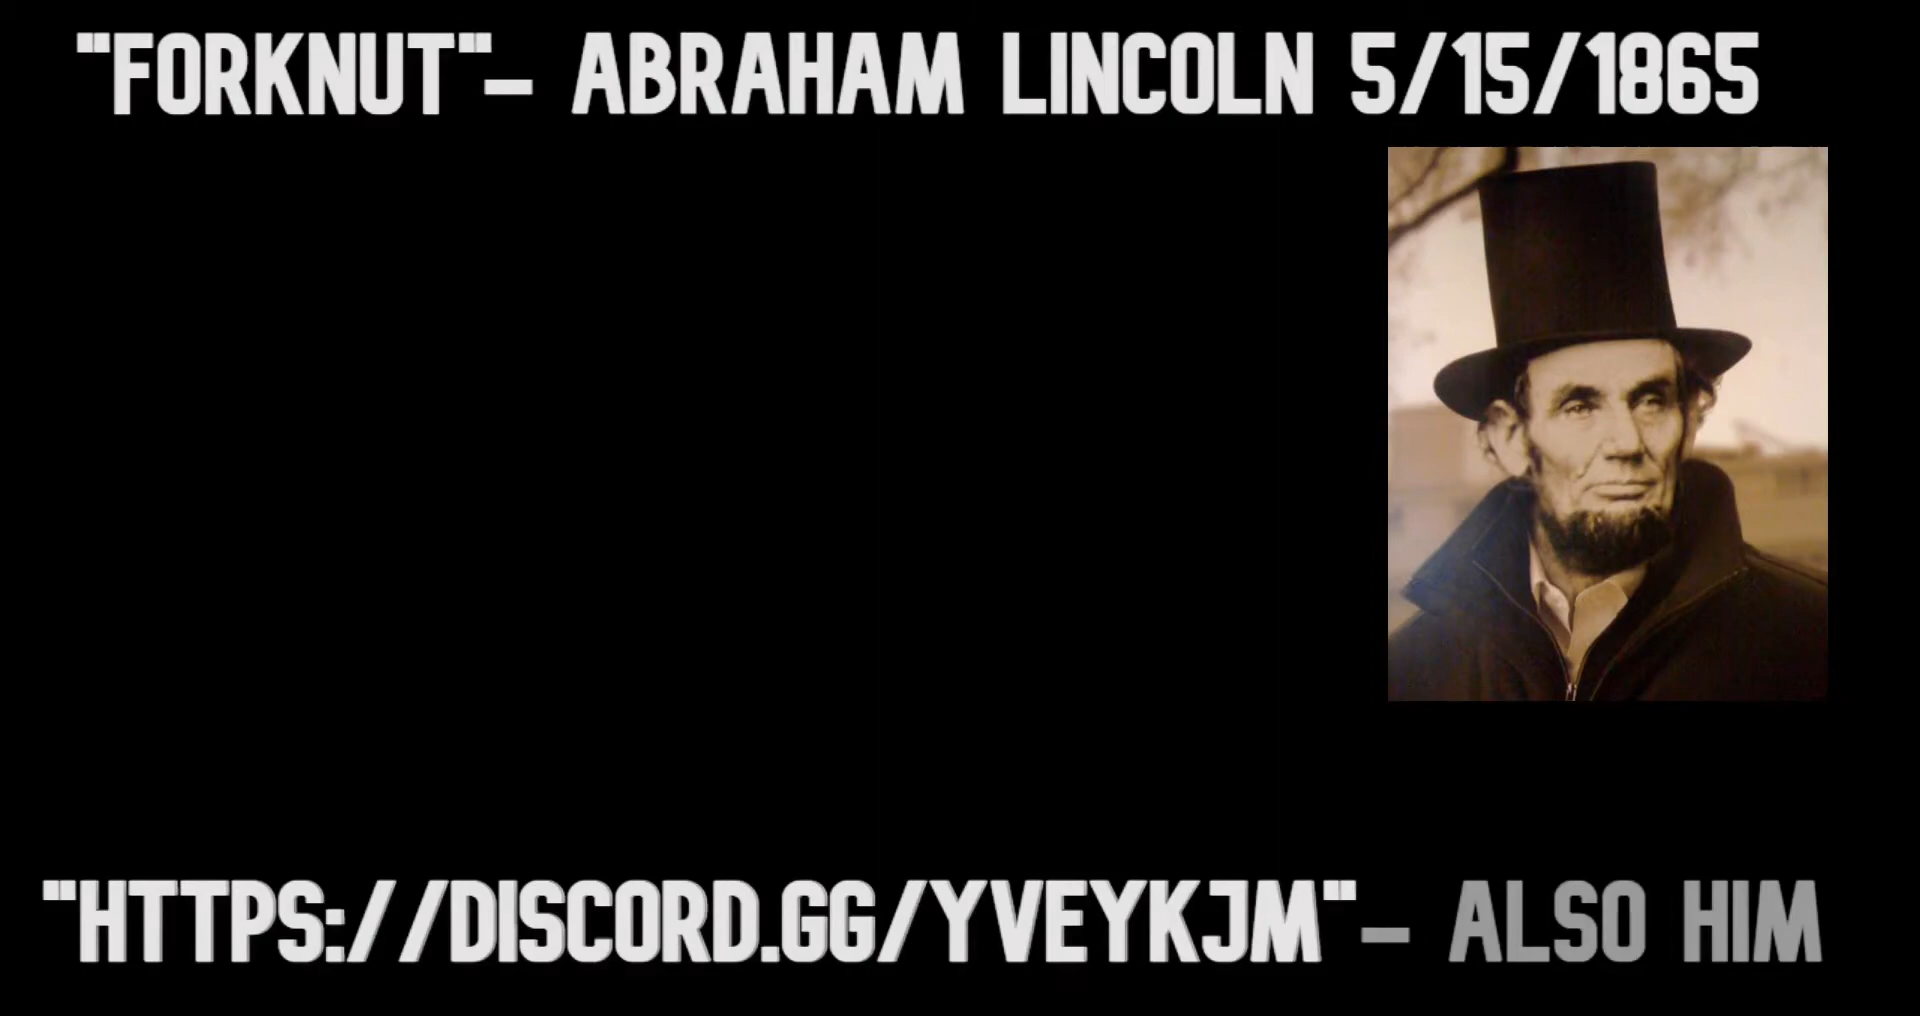 "FORKNUT"- ABRAHAM LINCOLN 5/15/1865
"HTTPS://DISCORD.GG/YVEYKJM"- ALSO HIM